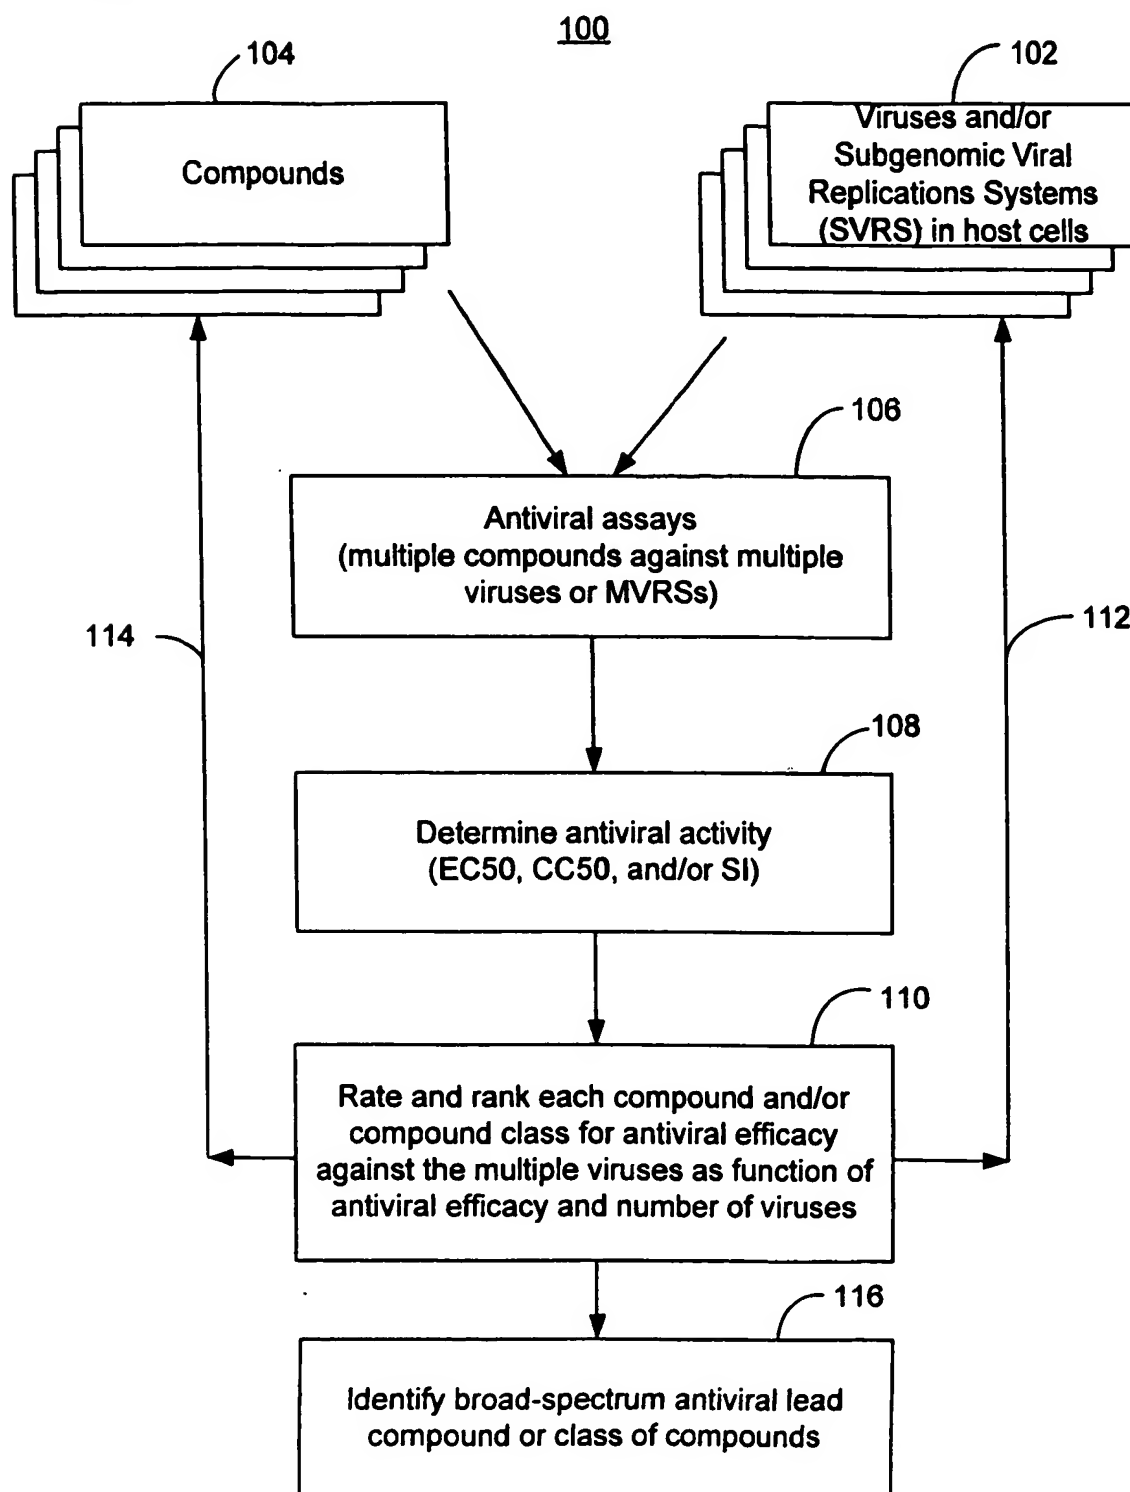 100
104
102
Compounds
Viruses and/or
Subgenomic Viral
Replications Systems
(SVRS) in host cells
106
Antiviral assays
(multiple compounds against multiple
viruses or MVRSs)
114
112
108
Determine antiviral activity
(EC50, CC50, and/or SI)
110
Rate and rank each compound and/or
compound class for antiviral efficacy
against the multiple viruses as function of
antiviral efficacy and number of viruses
116
Identify broad-spectrum antiviral lead
compound or class of compounds